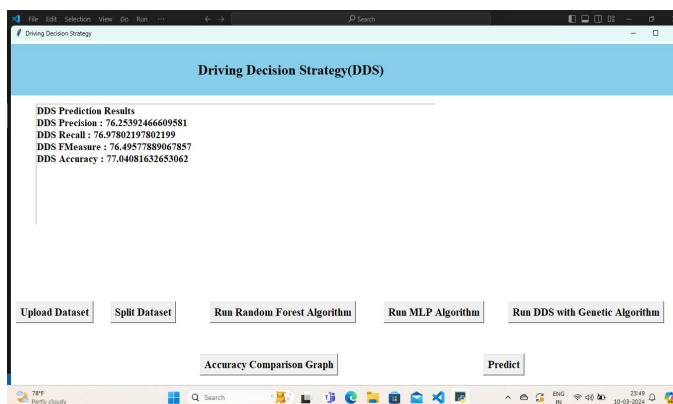 File Edit Selection View Go Run ··· ← → Search
Driving Decision Strategy
Driving Decision Strategy(DDS)
DDS Prediction Results
DDS Precision : 76.25392466609581
DDS Recall : 76.97802197802199
DDS FMeasure : 76.49577889067857
DDS Accuracy : 77.04081632653062
Upload Dataset Split Dataset Run Random Forest Algorithm Run MLP Algorithm Run DDS with Genetic Algorithm
Accuracy Comparison Graph Predict
78°F Search ENG 23:49
Partly cloudy IN 10-03-2024